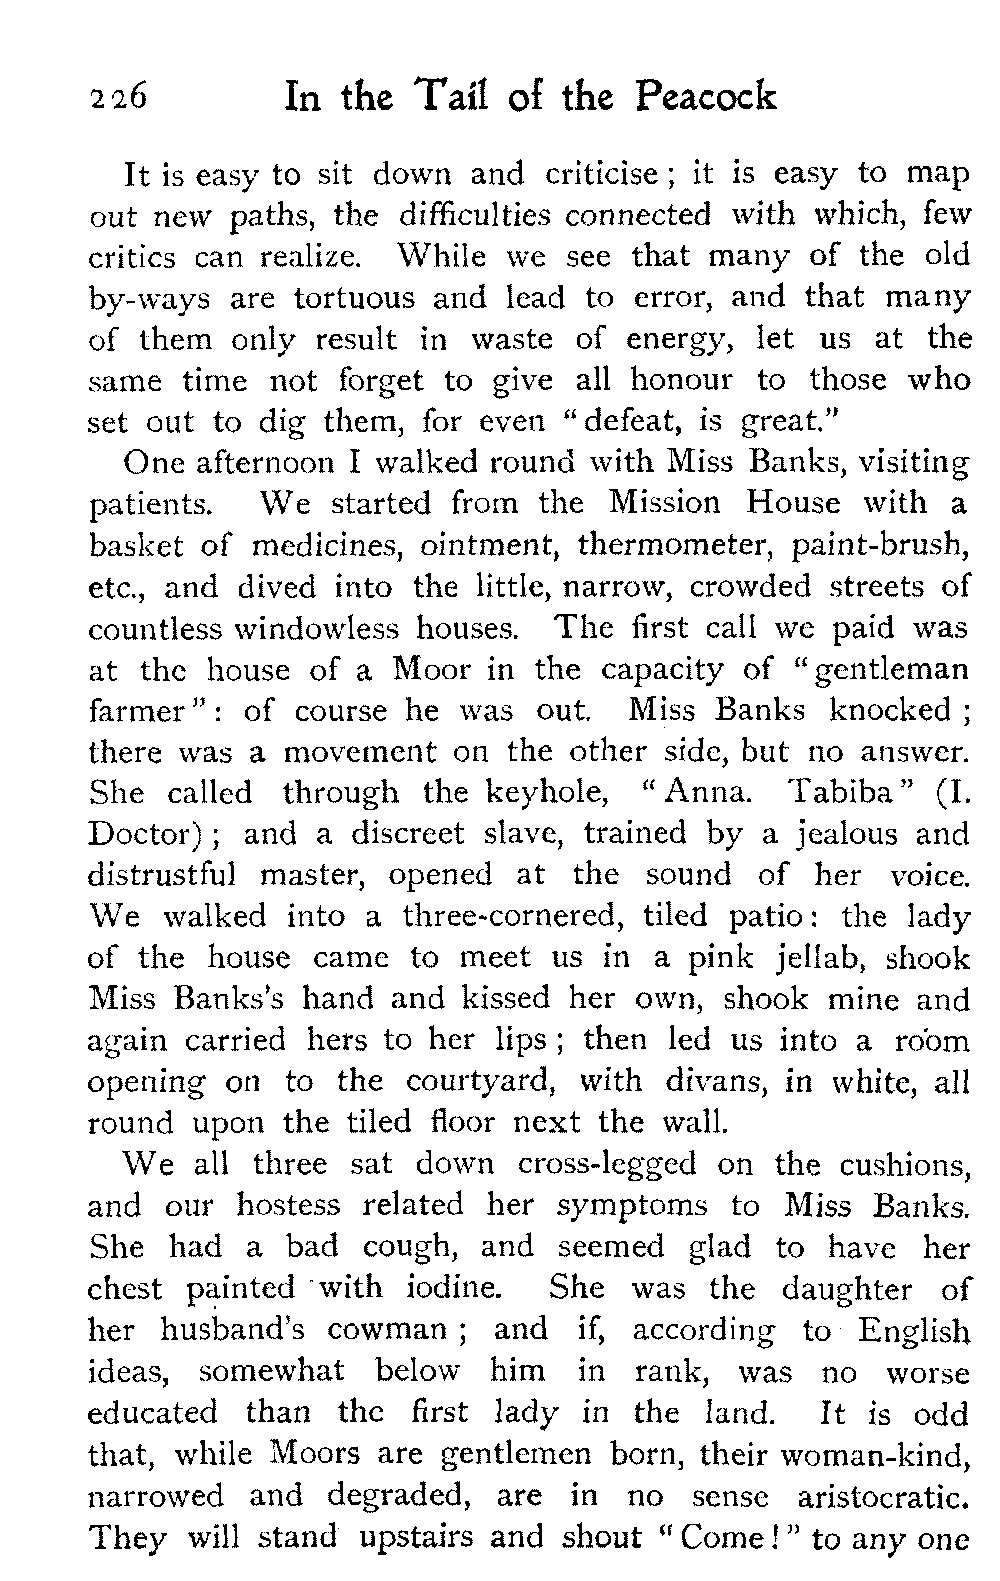 226 In the Tail of the Peacock
It is easy to sit down and criticise; it is easy to map
out new paths, the difficulties connected with which, few
critics can realize. While we see that many of the old
by-ways are tortuous and lead to error, and that many
of them only result in waste of energy, let us at the
same time not forget to give all honour to those who
set out to dig them, for even "defeat, is great."
One afternoon I walked round with Miss Banks, visiting
patients. We started from the Mission House with a
basket of medicines, ointment, thermometer, paint-brush,
etc., and dived into the little, narrow, crowded streets of
countless windowless houses. The first call we paid was
at the house of a Moor in the capacity of "gentleman
farmer": of course he was out. Miss Banks knocked;
there was a movement on the other side, but no answer.
She called through the keyhole, "Anna. Tabiba" (I.
Doctor); and a discreet slave, trained by a jealous and
distrustful master, opened at the sound of her voice.
We walked into a three-cornered, tiled patio: the lady
of the house came to meet us in a pink jellab, shook
Miss Banks's hand and kissed her own, shook mine and
again carried hers to her lips; then led us into a room
opening on to the courtyard, with divans, in white, all
round upon the tiled floor next the wall.
We all three sat down cross-legged on the cushions,
and our hostess related her symptoms to Miss Banks.
She had a bad cough, and seemed glad to have her
chest painted with iodine. She was the daughter of
her husband's cowman; and if, according to English
ideas, somewhat below him in rank, was no worse
educated than the first lady in the land. It is odd
that, while Moors are gentlemen born, their woman-kind,
narrowed and degraded, are in no sense aristocratic.
They will stand upstairs and shout "Come!" to any one